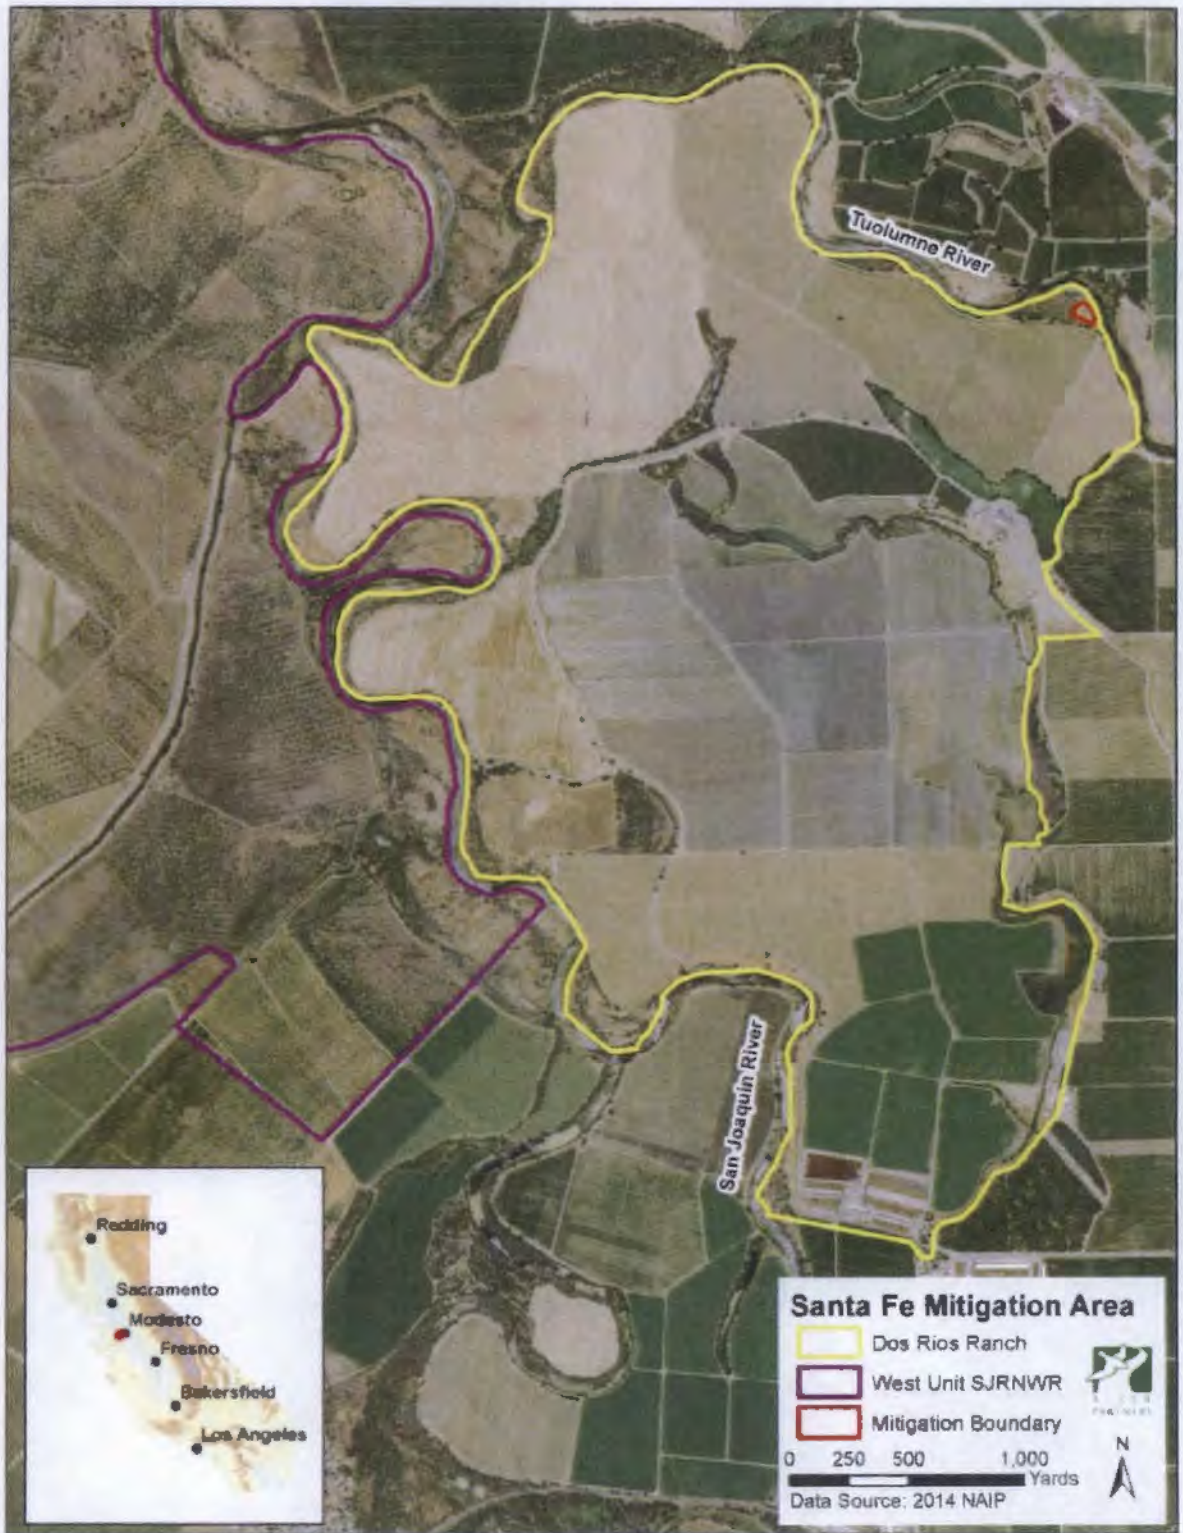 Tuolumne River
San Joaquin River
Redding
Sacramento
Modesto
Fresno
Bakersfield
Los Angeles
Santa Fe Mitigation Area
Dos Rios Ranch
West Unit SJRNWR
Mitigation Boundary
PARTNERS
N
0 250 500 1,000
Yards
Data Source: 2014 NAIP